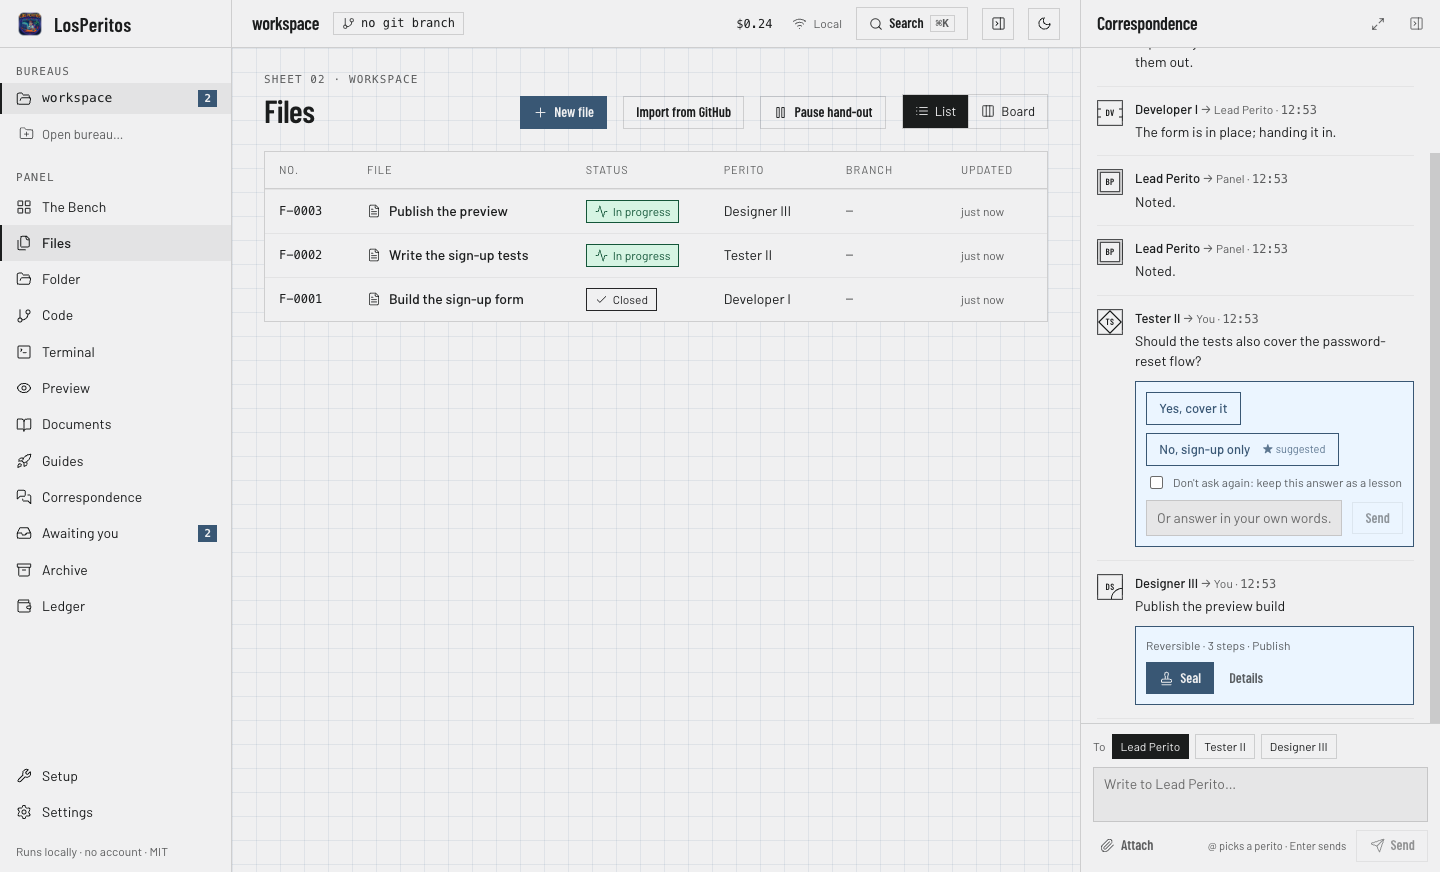 LosPeritos
BUREAUS
workspace 2
Open bureau...
PANEL
The Bench
Files
Folder
Code
Terminal
Preview
Documents
Guides
Correspondence
Awaiting you 2
Archive
Ledger
Setup
Settings
Runs locally · no account · MIT
workspace no git branch $0.24 Local Search ⌘K
SHEET 02 · WORKSPACE
Files New file Import from GitHub Pause hand-out List Board
NO. FILE STATUS PERITO BRANCH UPDATED
F–0003 Publish the preview In progress Designer III — just now
F–0002 Write the sign-up tests In progress Tester II — just now
F–0001 Build the sign-up form Closed Developer I — just now
Correspondence
them out.
DV Developer I → Lead Perito · 12:53
The form is in place; handing it in.
BP Lead Perito → Panel · 12:53
Noted.
BP Lead Perito → Panel · 12:53
Noted.
TS Tester II → You · 12:53
Should the tests also cover the password-
reset flow?
Yes, cover it
No, sign-up only ★ suggested
Don't ask again: keep this answer as a lesson
Or answer in your own words. Send
DS Designer III → You · 12:53
Publish the preview build
Reversible · 3 steps · Publish
Seal Details
To Lead Perito Tester II Designer III
Write to Lead Perito...
Attach @ picks a perito · Enter sends Send